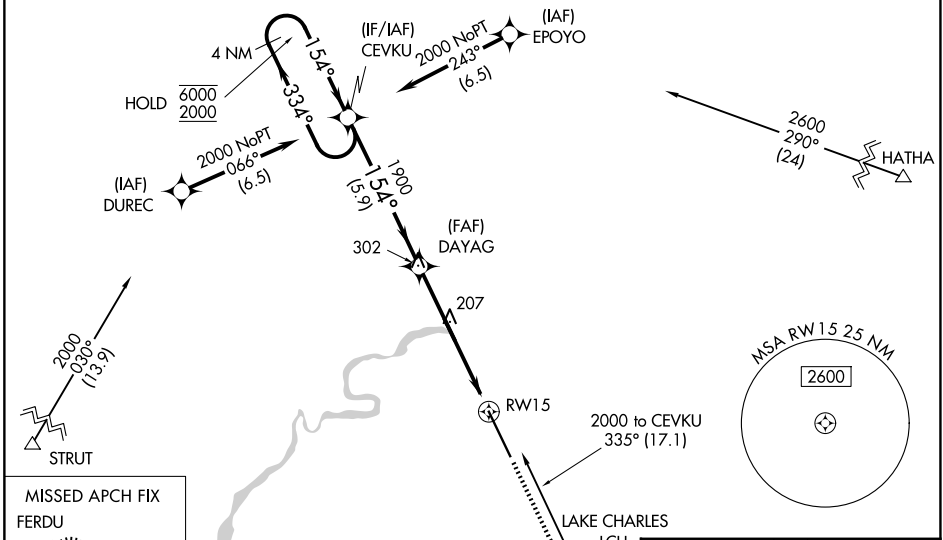 (IAF)
EPOYO
(IF/IAF)
CEVKU
2000 NoPT
243°
(6.5)
4 NM
154°
334°
HOLD
6000
2000
2600
290°
(24)
HATHA
2000 NoPT
066°
(6.5)
(IAF)
DUREC
1900
154°
(5.9)
(FAF)
DAYAG
302
207
2000
030°
(13.9)
STRUT
MSA RW15 25 NM
2600
RW15
2000 to CEVKU
335° (17.1)
MISSED APCH FIX
FERDU
LAKE CHARLES